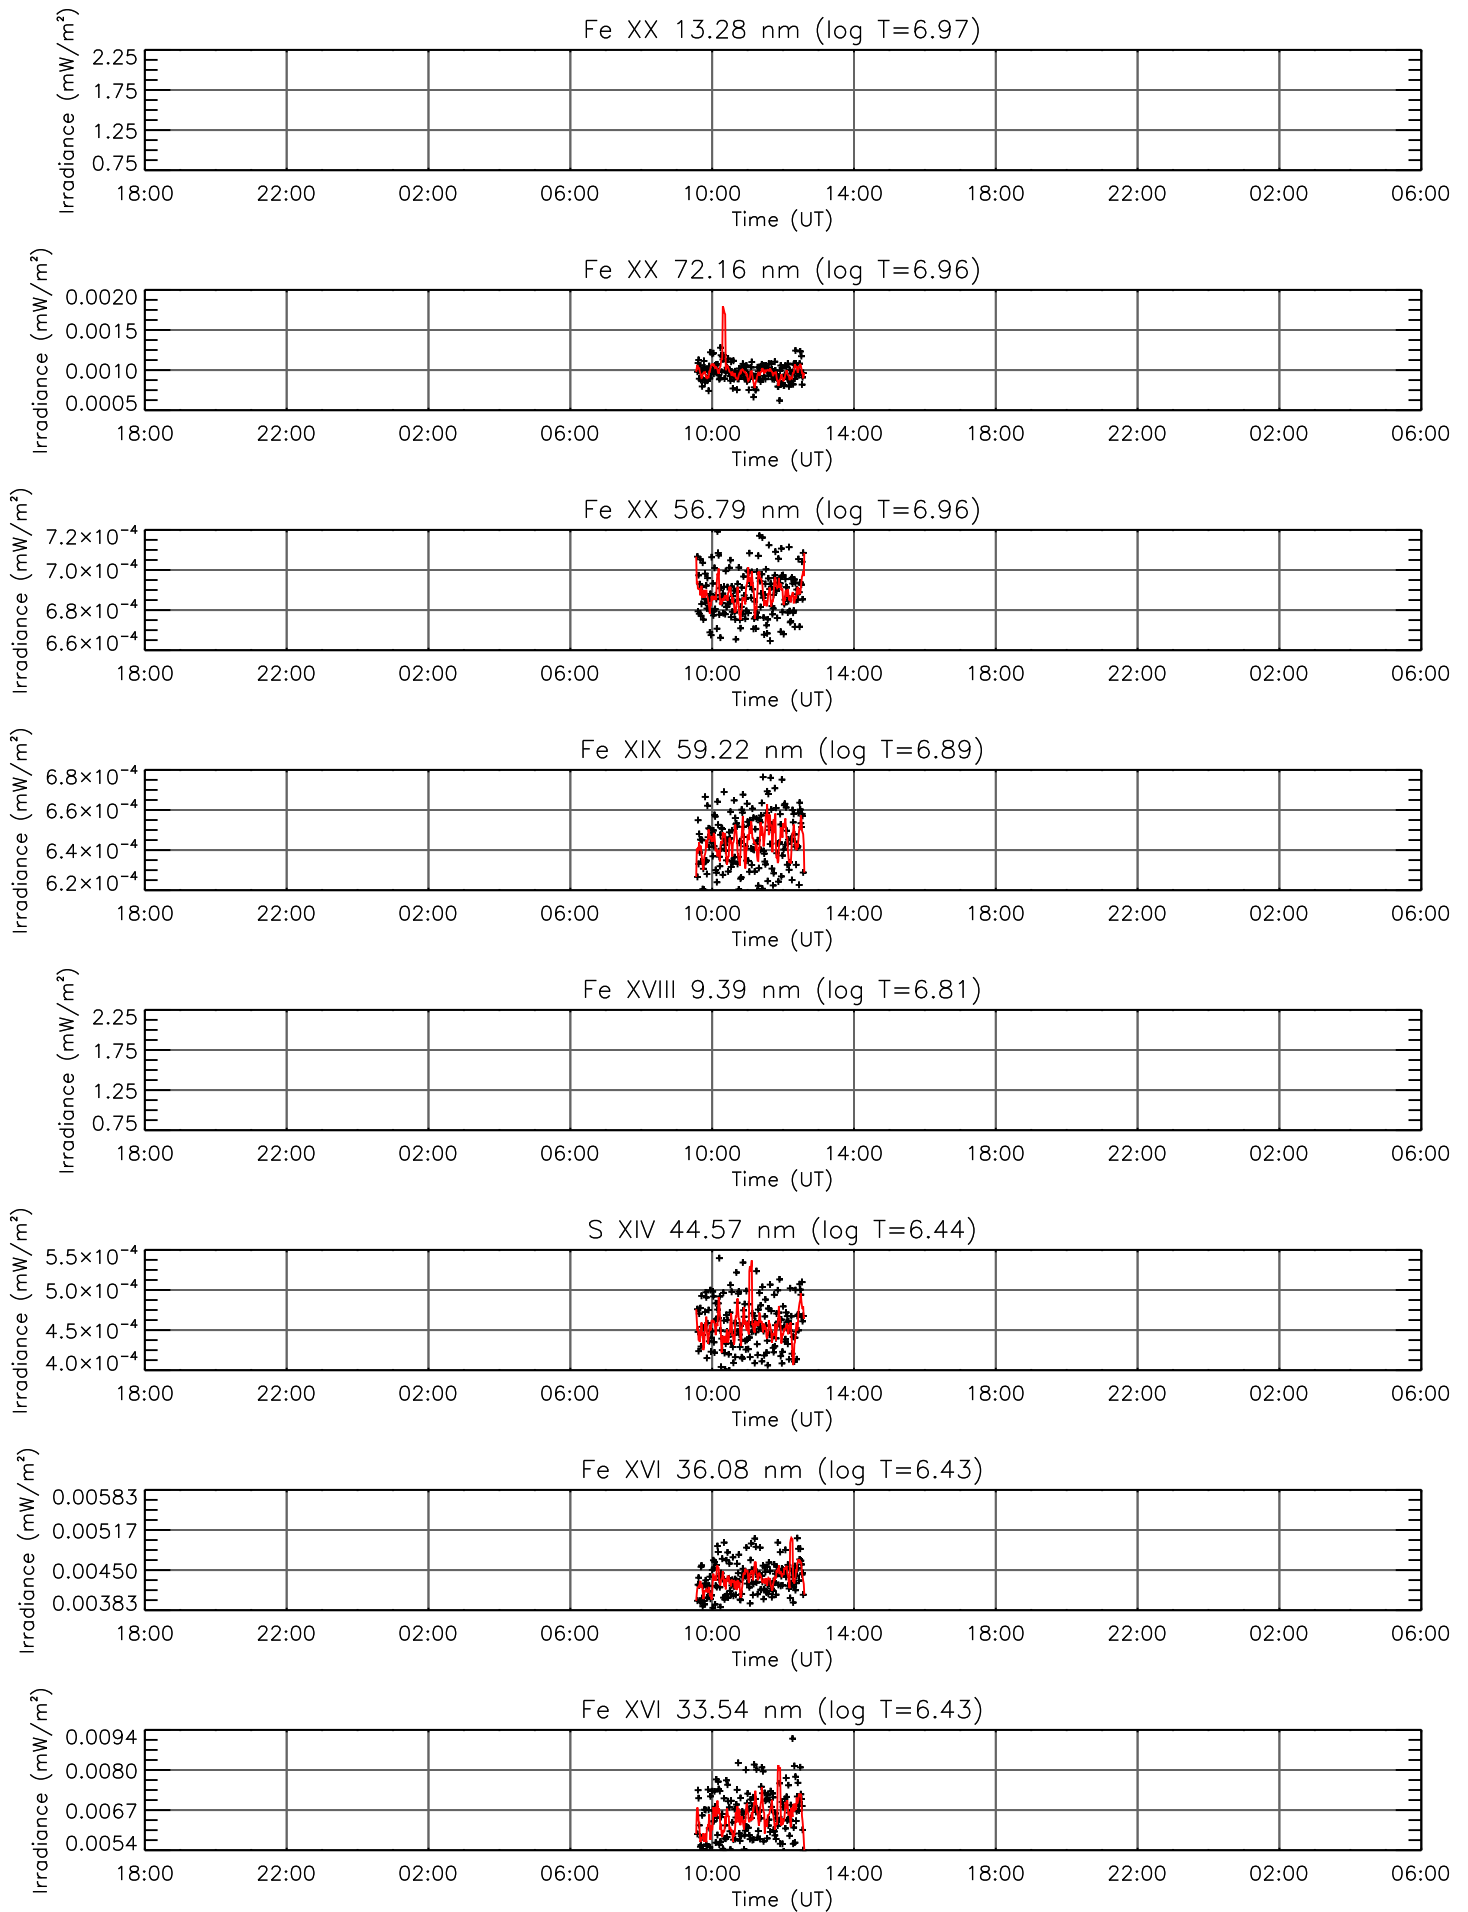 Fe XX 13.28 nm (log T=6.97)
Irradiance (mW/m²)
2.25
1.75
1.25
0.75
18:00 22:00 02:00 06:00 10:00 14:00 18:00 22:00 02:00 06:00
Time (UT)
Fe XX 72.16 nm (log T=6.96)
Irradiance (mW/m²)
0.0020
0.0015
0.0010
0.0005
18:00 22:00 02:00 06:00 10:00 14:00 18:00 22:00 02:00 06:00
Time (UT)
Fe XX 56.79 nm (log T=6.96)
Irradiance (mW/m²)
7.2×10⁻⁴
7.0×10⁻⁴
6.8×10⁻⁴
6.6×10⁻⁴
18:00 22:00 02:00 06:00 10:00 14:00 18:00 22:00 02:00 06:00
Time (UT)
Fe XIX 59.22 nm (log T=6.89)
Irradiance (mW/m²)
6.8×10⁻⁴
6.6×10⁻⁴
6.4×10⁻⁴
6.2×10⁻⁴
18:00 22:00 02:00 06:00 10:00 14:00 18:00 22:00 02:00 06:00
Time (UT)
Fe XVIII 9.39 nm (log T=6.81)
Irradiance (mW/m²)
2.25
1.75
1.25
0.75
18:00 22:00 02:00 06:00 10:00 14:00 18:00 22:00 02:00 06:00
Time (UT)
S XIV 44.57 nm (log T=6.44)
Irradiance (mW/m²)
5.5×10⁻⁴
5.0×10⁻⁴
4.5×10⁻⁴
4.0×10⁻⁴
18:00 22:00 02:00 06:00 10:00 14:00 18:00 22:00 02:00 06:00
Time (UT)
Fe XVI 36.08 nm (log T=6.43)
Irradiance (mW/m²)
0.00583
0.00517
0.00450
0.00383
18:00 22:00 02:00 06:00 10:00 14:00 18:00 22:00 02:00 06:00
Time (UT)
Fe XVI 33.54 nm (log T=6.43)
Irradiance (mW/m²)
0.0094
0.0080
0.0067
0.0054
18:00 22:00 02:00 06:00 10:00 14:00 18:00 22:00 02:00 06:00
Time (UT)